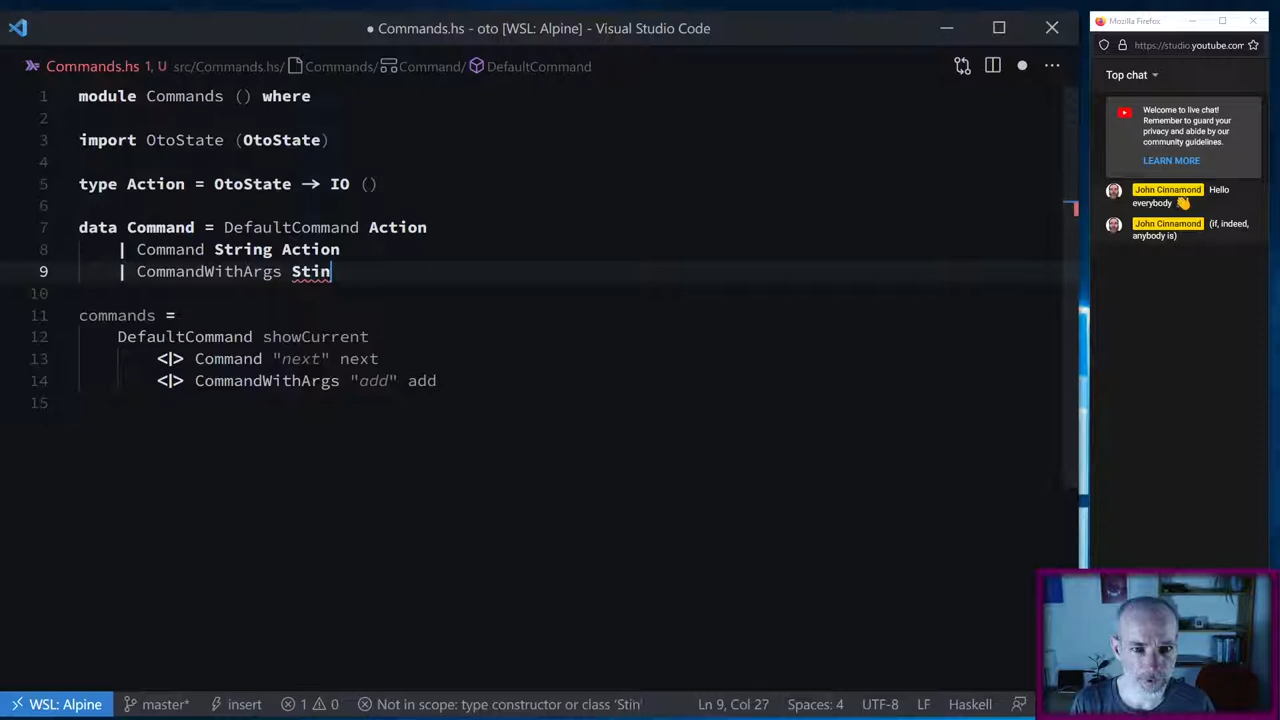 ● Commands.hs - oto [WSL: Alpine] - Visual Studio Code
Commands.hs 1, U src/Commands.hs/ Commands/ Command/ DefaultCommand
1 module Commands () where
2
3 import OtoState (OtoState)
4
5 type Action = OtoState → IO ()
6
7 data Command = DefaultCommand Action
8 | Command String Action
9 | CommandWithArgs Stin
10
11 commands =
12 DefaultCommand showCurrent
13 <|> Command "next" next
14 <|> CommandWithArgs "add" add
15
WSL: Alpine master* insert 1 0 Not in scope: type constructor or class 'Stin' Ln 9, Col 27 Spaces: 4 UTF-8 LF Haskell
Mozilla Firefox
https://studio.youtube.com
Top chat
Welcome to live chat!
Remember to guard your
privacy and abide by our
community guidelines.
LEARN MORE
John Cinnamond Hello
everybody 👋
John Cinnamond (if, indeed,
anybody is)